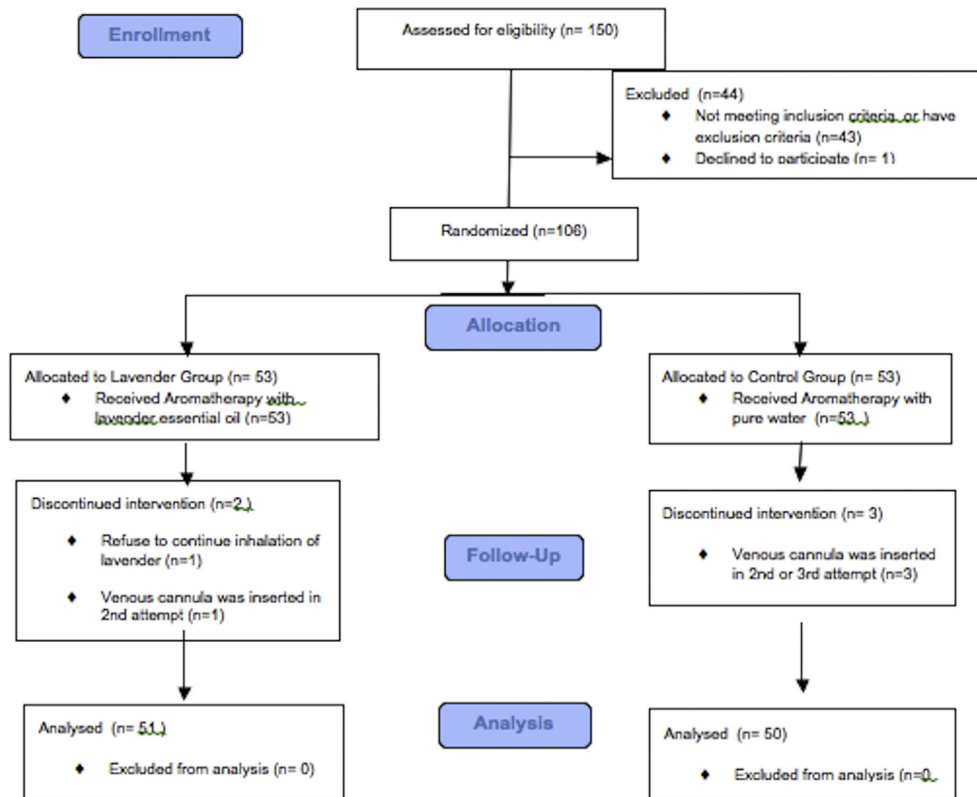 Enrollment
Assessed for eligibility (n= 150)
Excluded (n=44)
♦ Not meeting inclusion criteria, or have
exclusion criteria (n=43)
♦ Declined to participate (n= 1)
Randomized (n=106)
Allocation
Allocated to Lavender Group (n= 53)
♦ Received Aromatherapy with
lavender essential oil (n=53)
Allocated to Control Group (n= 53)
♦ Received Aromatherapy with
pure water (n=53 )
Discontinued intervention (n=2 )
♦ Refuse to continue inhalation of
lavender (n=1)
♦ Venous cannula was inserted in
2nd attempt (n=1)
Follow-Up
Discontinued intervention (n= 3)
♦ Venous cannula was inserted
in 2nd or 3rd attempt (n=3)
Analysed (n= 51 )
♦ Excluded from analysis (n= 0)
Analysis
Analysed (n= 50)
♦ Excluded from analysis (n=0